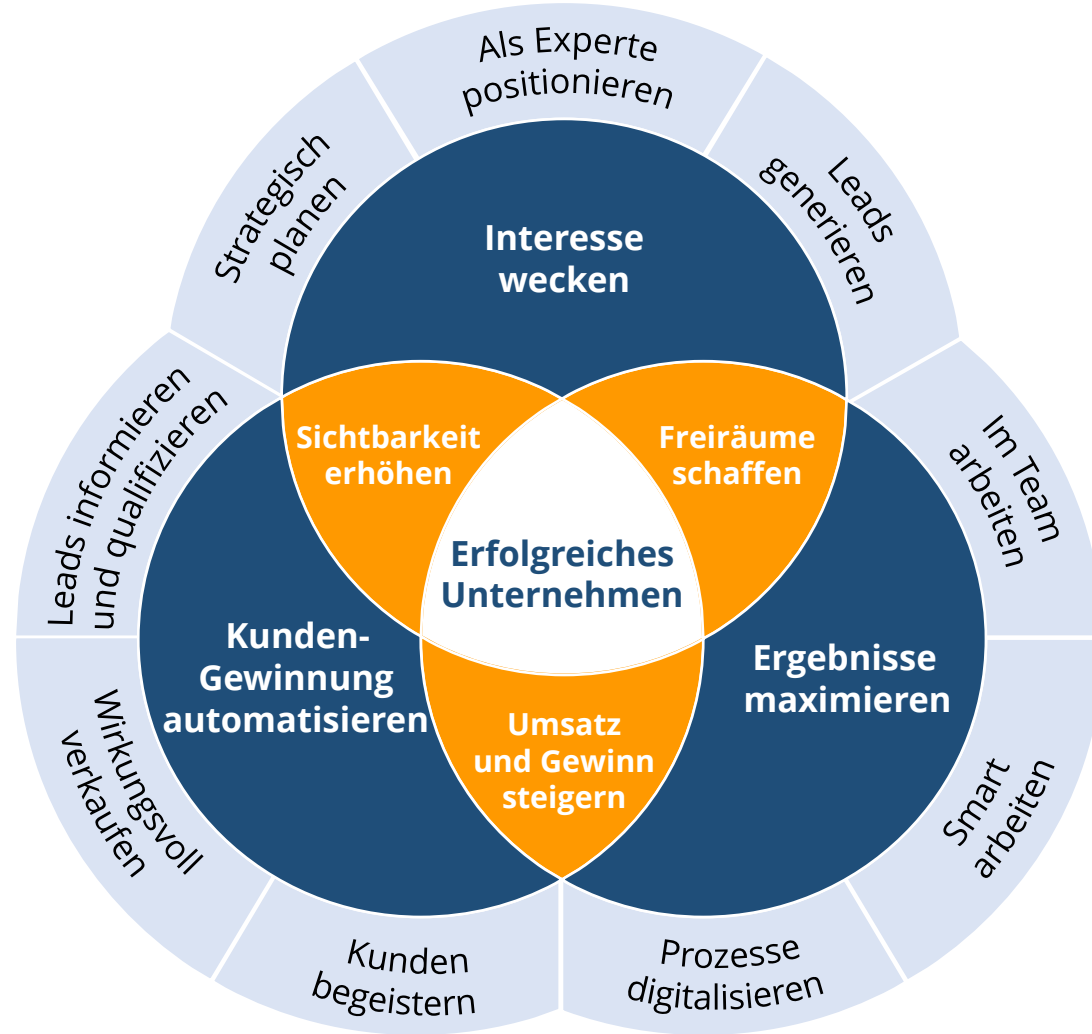 Als Experte
positionieren
Strategisch
planen
Leads
generieren
Interesse
wecken
Leads informieren
und qualifizieren
Sichtbarkeit
erhöhen
Freiräume
schaffen
Im Team
arbeiten
Erfolgreiches
Unternehmen
Kunden-
Gewinnung
automatisieren
Ergebnisse
maximieren
Wirkungsvoll
verkaufen
Umsatz
und Gewinn
steigern
Smart
arbeiten
Kunden
begeistern
Prozesse
digitalisieren